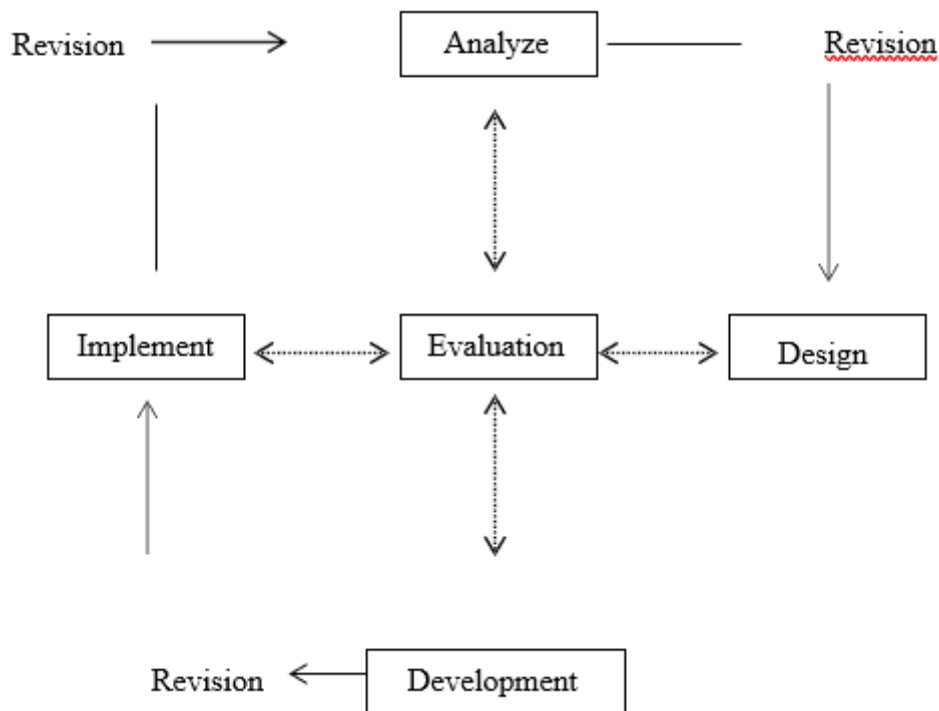 Revision
Analyze
Revision
Implement
Evaluation
Design
Revision
Development